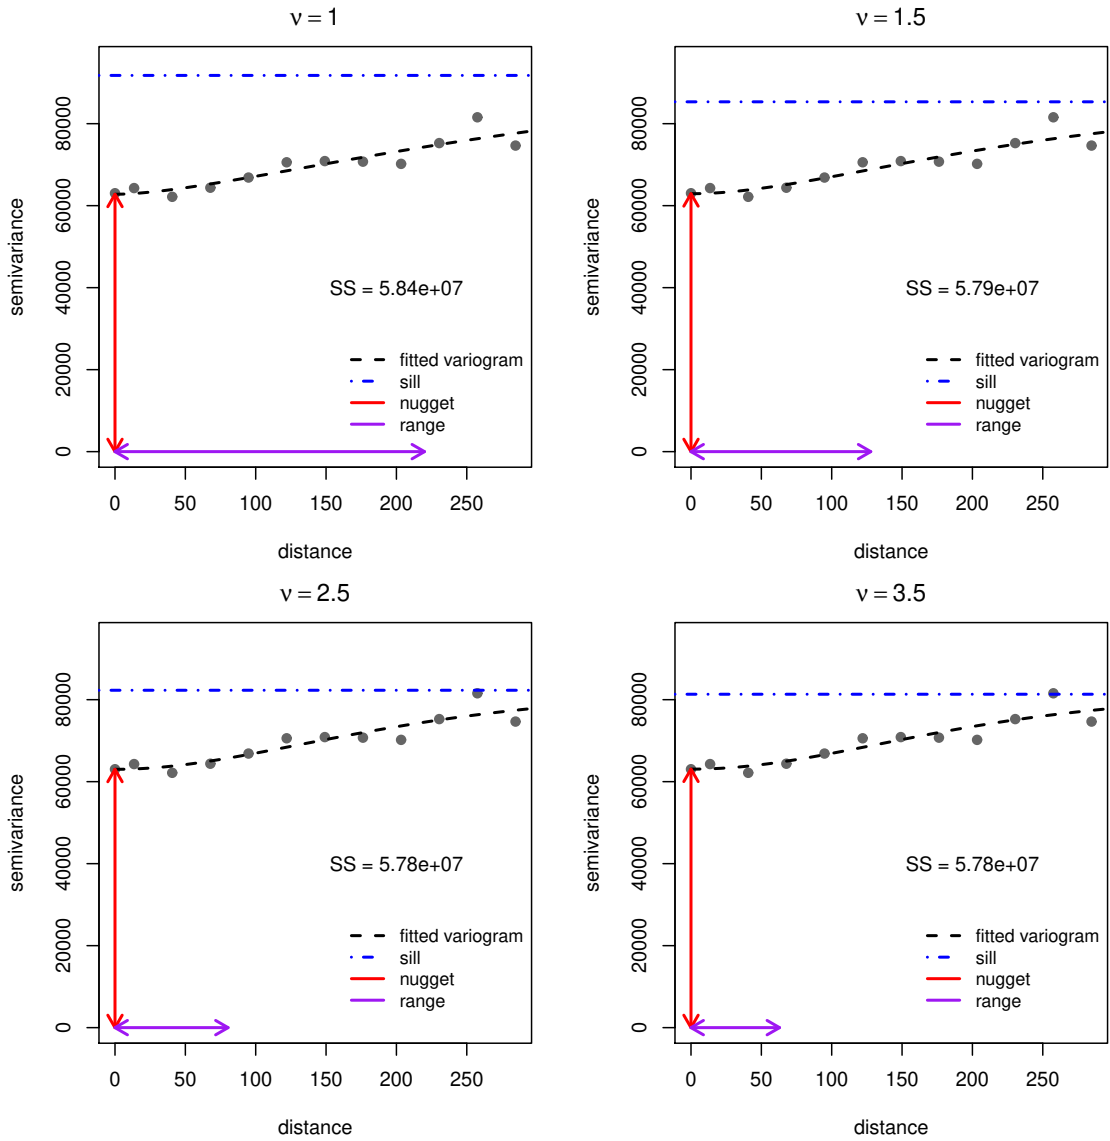 ν = 1
semivariance
80000
60000
40000
20000
0
SS = 5.84e+07
fitted variogram
sill
nugget
range
0 50 100 150 200 250
distance
ν = 1.5
semivariance
80000
60000
40000
20000
0
SS = 5.79e+07
fitted variogram
sill
nugget
range
0 50 100 150 200 250
distance
ν = 2.5
semivariance
80000
60000
40000
20000
0
SS = 5.78e+07
fitted variogram
sill
nugget
range
0 50 100 150 200 250
distance
ν = 3.5
semivariance
80000
60000
40000
20000
0
SS = 5.78e+07
fitted variogram
sill
nugget
range
0 50 100 150 200 250
distance